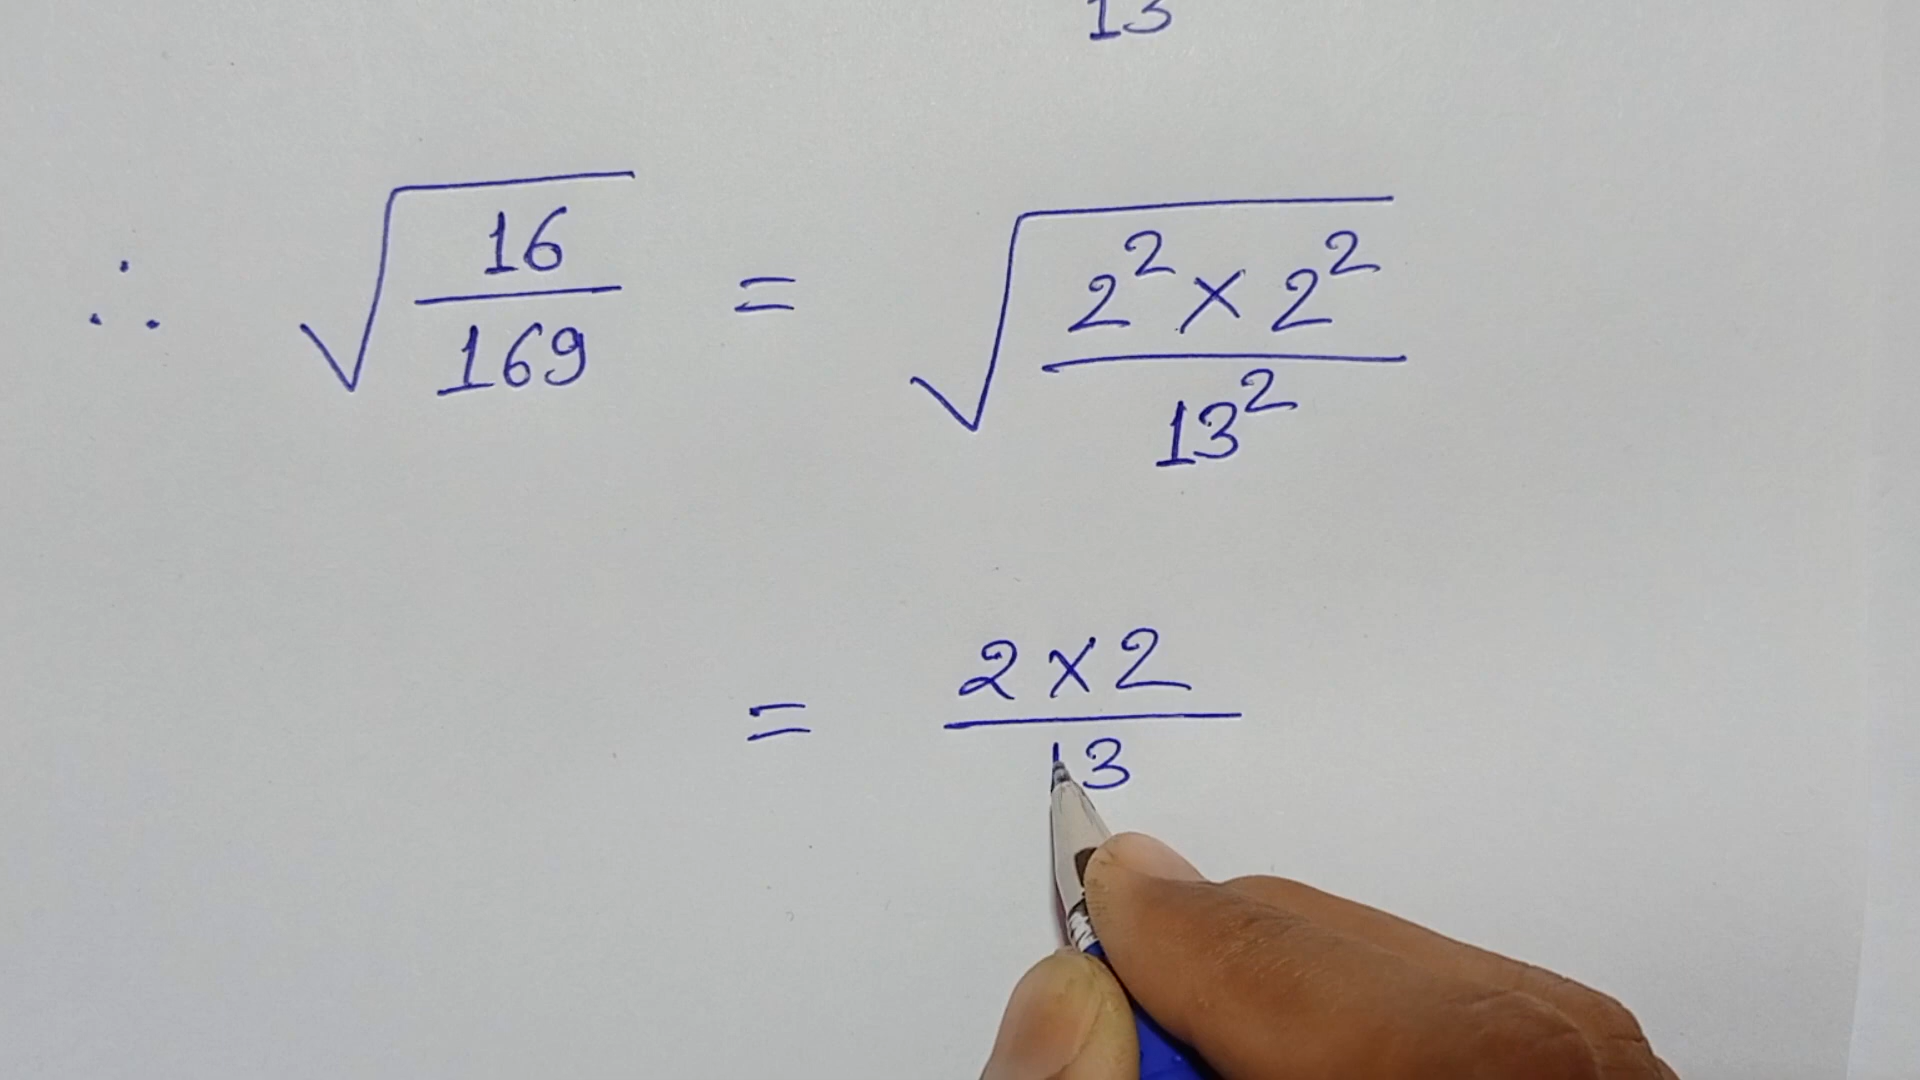 13
∴ √(16/169) = √(2² × 2²/13²)
= 2 × 2/13